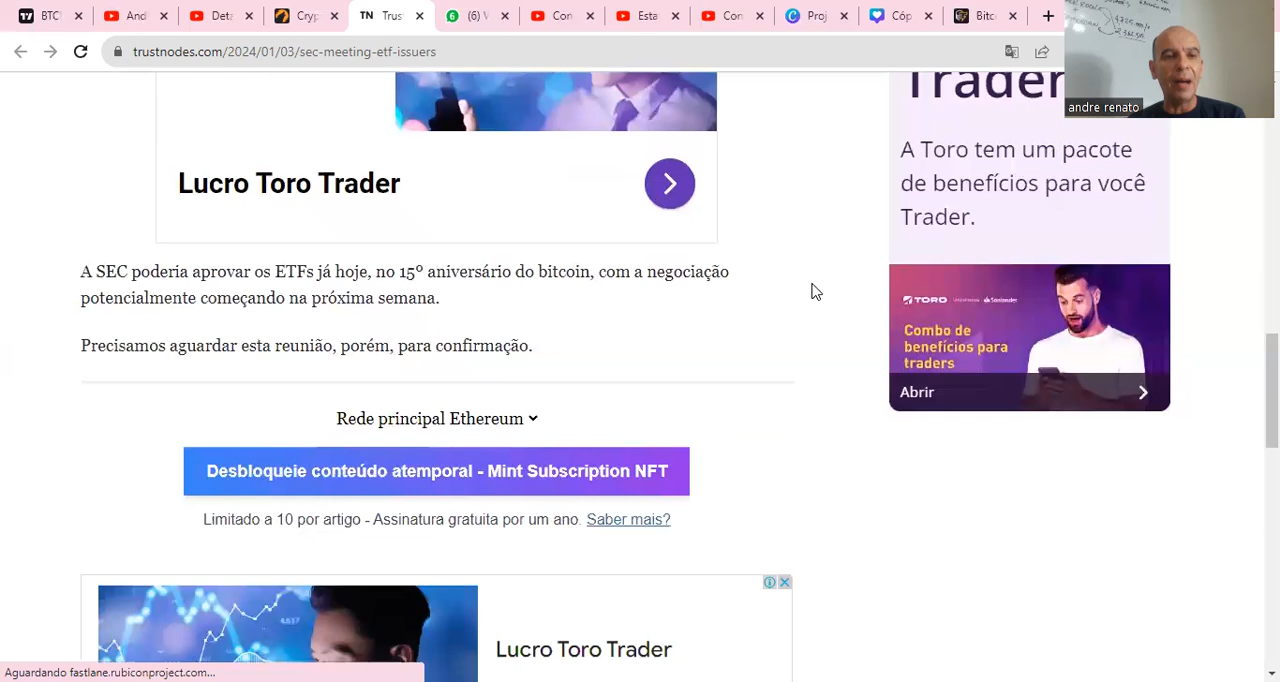 BTC
And
Deta
Cryp
Trus
(6) V
Con
Esta
Con
Proj
Cóp
Bitc
trustnodes.com/2024/01/03/sec-meeting-etf-issuers
andre renato
Lucro Toro Trader
A SEC poderia aprovar os ETFs já hoje, no 15º aniversário do bitcoin, com a negociação
potencialmente começando na próxima semana.
Precisamos aguardar esta reunião, porém, para confirmação.
Rede principal Ethereum
Desbloqueie conteúdo atemporal - Mint Subscription NFT
Limitado a 10 por artigo - Assinatura gratuita por um ano. Saber mais?
Lucro Toro Trader
Trader
A Toro tem um pacote
de benefícios para você
Trader.
TORO
Combo de
benefícios para
traders
Abrir
Aguardando fastlane.rubiconproject.com...